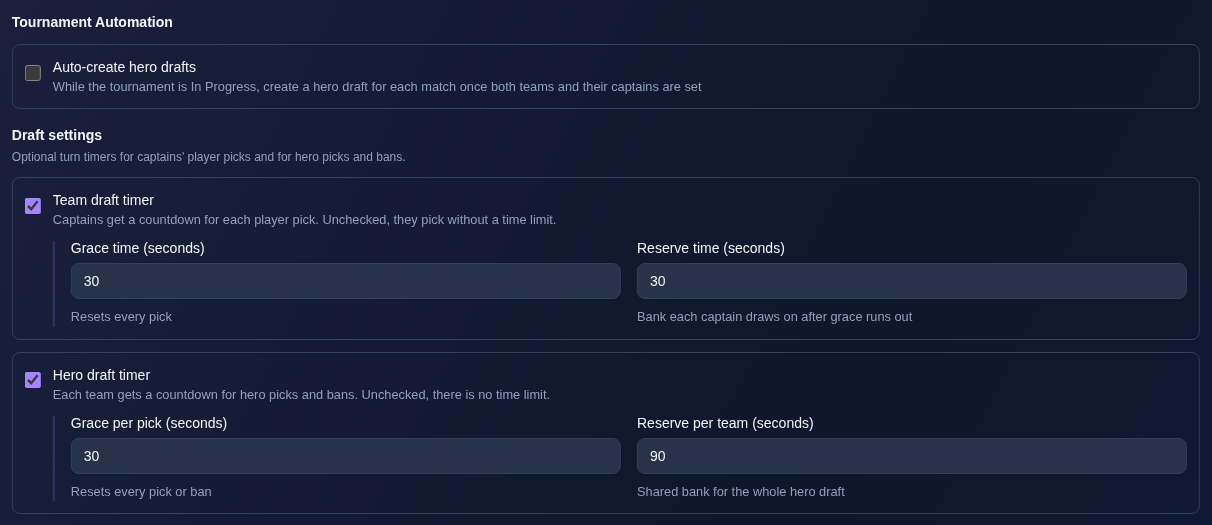 Tournament Automation
Auto-create hero drafts
While the tournament is In Progress, create a hero draft for each match once both teams and their captains are set
Draft settings
Optional turn timers for captains' player picks and for hero picks and bans.
Team draft timer
Captains get a countdown for each player pick. Unchecked, they pick without a time limit.
Grace time (seconds)
Reserve time (seconds)
30
30
Resets every pick
Bank each captain draws on after grace runs out
Hero draft timer
Each team gets a countdown for hero picks and bans. Unchecked, there is no time limit.
Grace per pick (seconds)
Reserve per team (seconds)
30
90
Resets every pick or ban
Shared bank for the whole hero draft